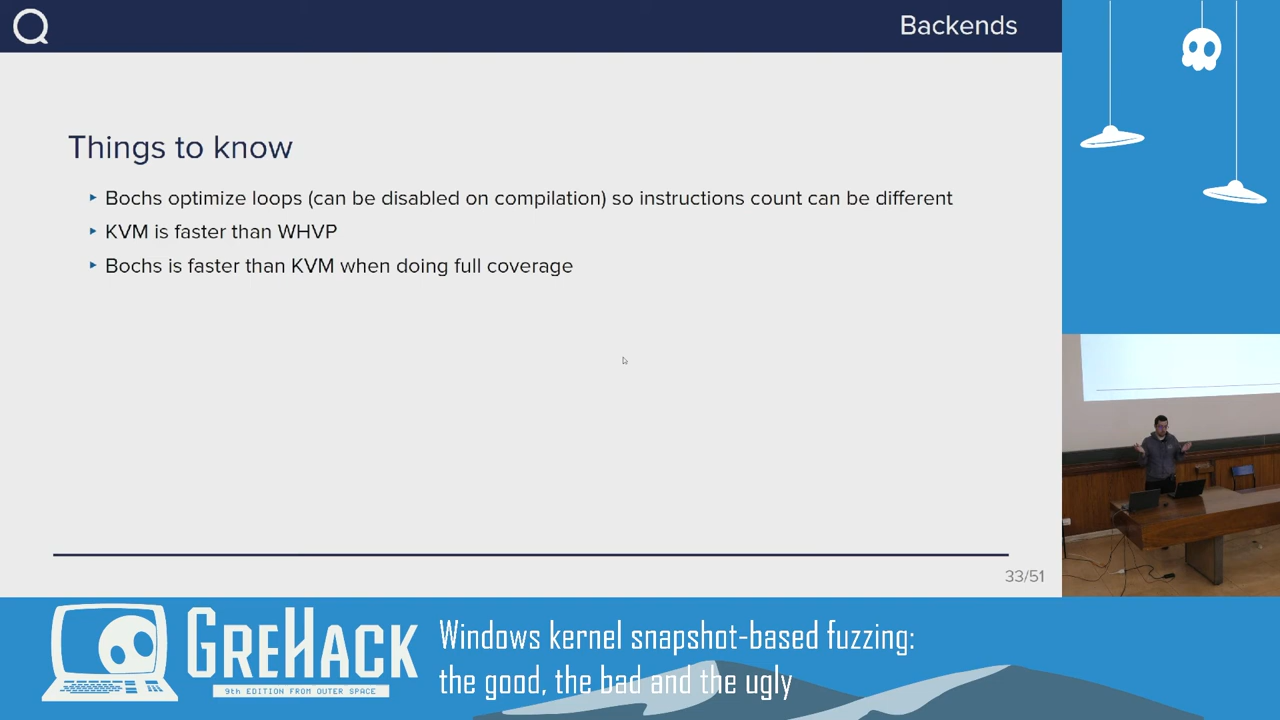 Backends
Things to know
Bochs optimize loops (can be disabled on compilation) so instructions count can be different
KVM is faster than WHVP
Bochs is faster than KVM when doing full coverage
33/51
GREHACK
9TH EDITION FROM OUTER SPACE
Windows kernel snapshot-based fuzzing:
the good, the bad and the ugly